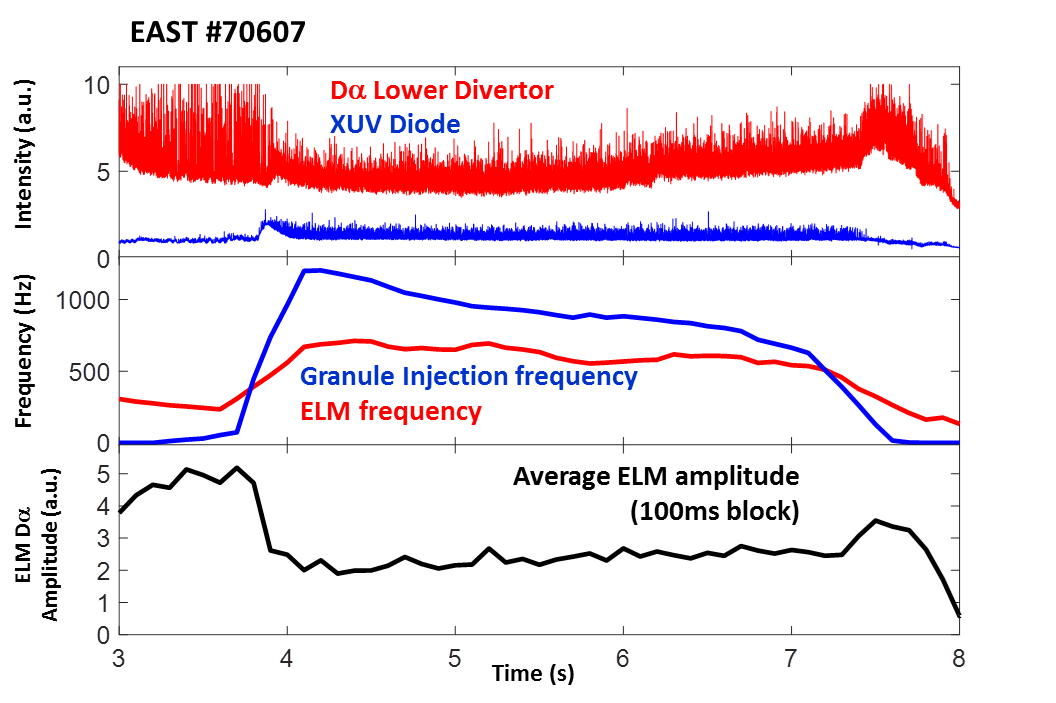 EAST #70607
Intensity (a.u.)
10
5
0
Dα Lower Divertor
XUV Diode
Frequency (Hz)
1000
500
0
Granule Injection frequency
ELM frequency
ELM Dα
Amplitude (a.u.)
5
4
3
2
1
0
Average ELM amplitude
(100ms block)
3 4 5 6 7 8
Time (s)